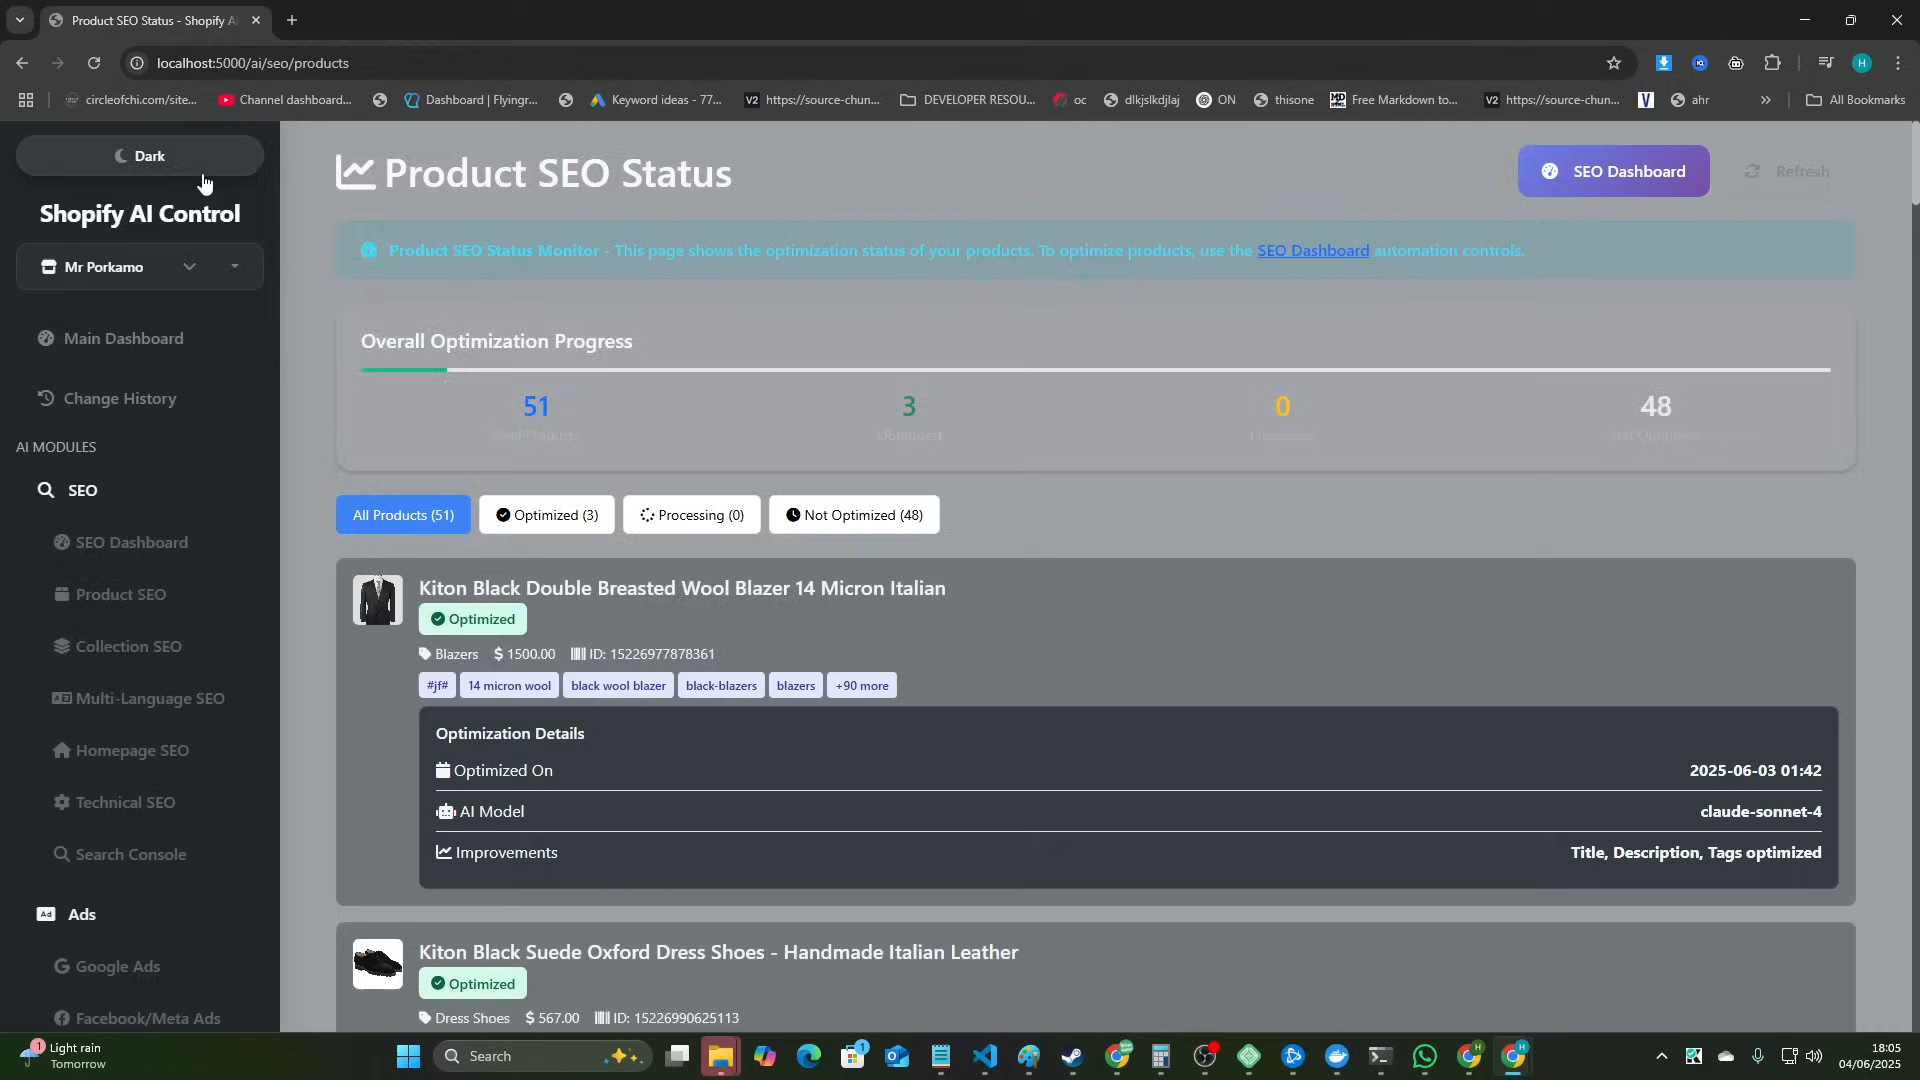 Product SEO Status - Shopify AI
localhost:5000/ai/seo/products
circleofchi.com/site...
Channel dashboard...
Dashboard | Flyingr...
Keyword ideas - 77...
https://source-chun...
DEVELOPER RESOU...
oc
dlkjslkdjlaj
ON
thisone
Free Markdown to...
https://source-chun...
ahr
All Bookmarks
Dark
Shopify AI Control
Mr Porkamo
Main Dashboard
Change History
AI MODULES
SEO
SEO Dashboard
Product SEO
Collection SEO
Multi-Language SEO
Homepage SEO
Technical SEO
Search Console
Ads
Google Ads
Facebook/Meta Ads
Product SEO Status
SEO Dashboard
Refresh
Product SEO Status Monitor - This page shows the optimization status of your products. To optimize products, use the SEO Dashboard automation controls.
Overall Optimization Progress
51
Total Products
3
Optimized
0
Processing
48
Not Optimized
All Products (51)
Optimized (3)
Processing (0)
Not Optimized (48)
Kiton Black Double Breasted Wool Blazer 14 Micron Italian
Optimized
Blazers $ 1500.00 ID: 15226977878361
#jf# 14 micron wool black wool blazer black-blazers blazers +90 more
Optimization Details
Optimized On 2025-06-03 01:42
AI Model claude-sonnet-4
Improvements Title, Description, Tags optimized
Kiton Black Suede Oxford Dress Shoes - Handmade Italian Leather
Optimized
Dress Shoes $ 567.00 ID: 15226990625113
1
Light rain
Tomorrow
Search
1
18:05
04/06/2025